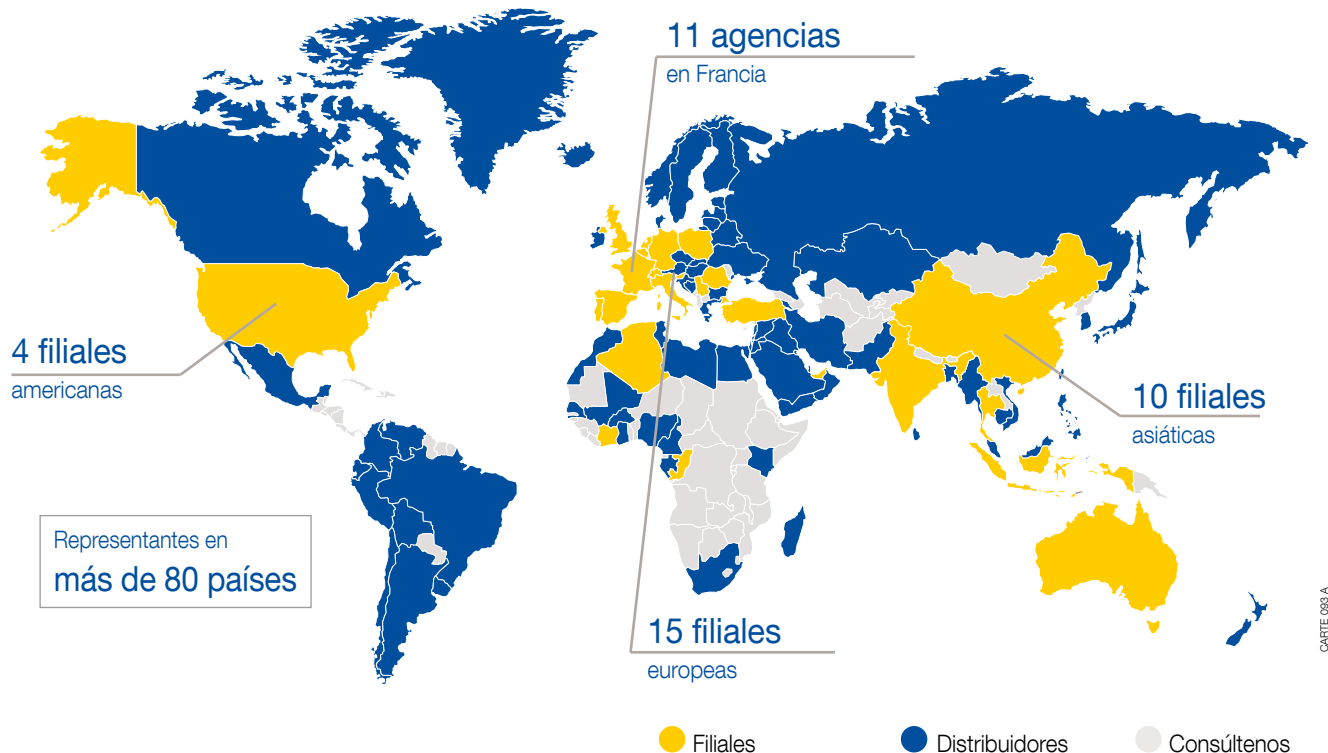 11 agencias
en Francia
4 filiales
americanas
10 filiales
asiáticas
Representantes en
más de 80 países
15 filiales
europeas
CARTE 093 A
Filiales
Distribuidores
Consúltenos